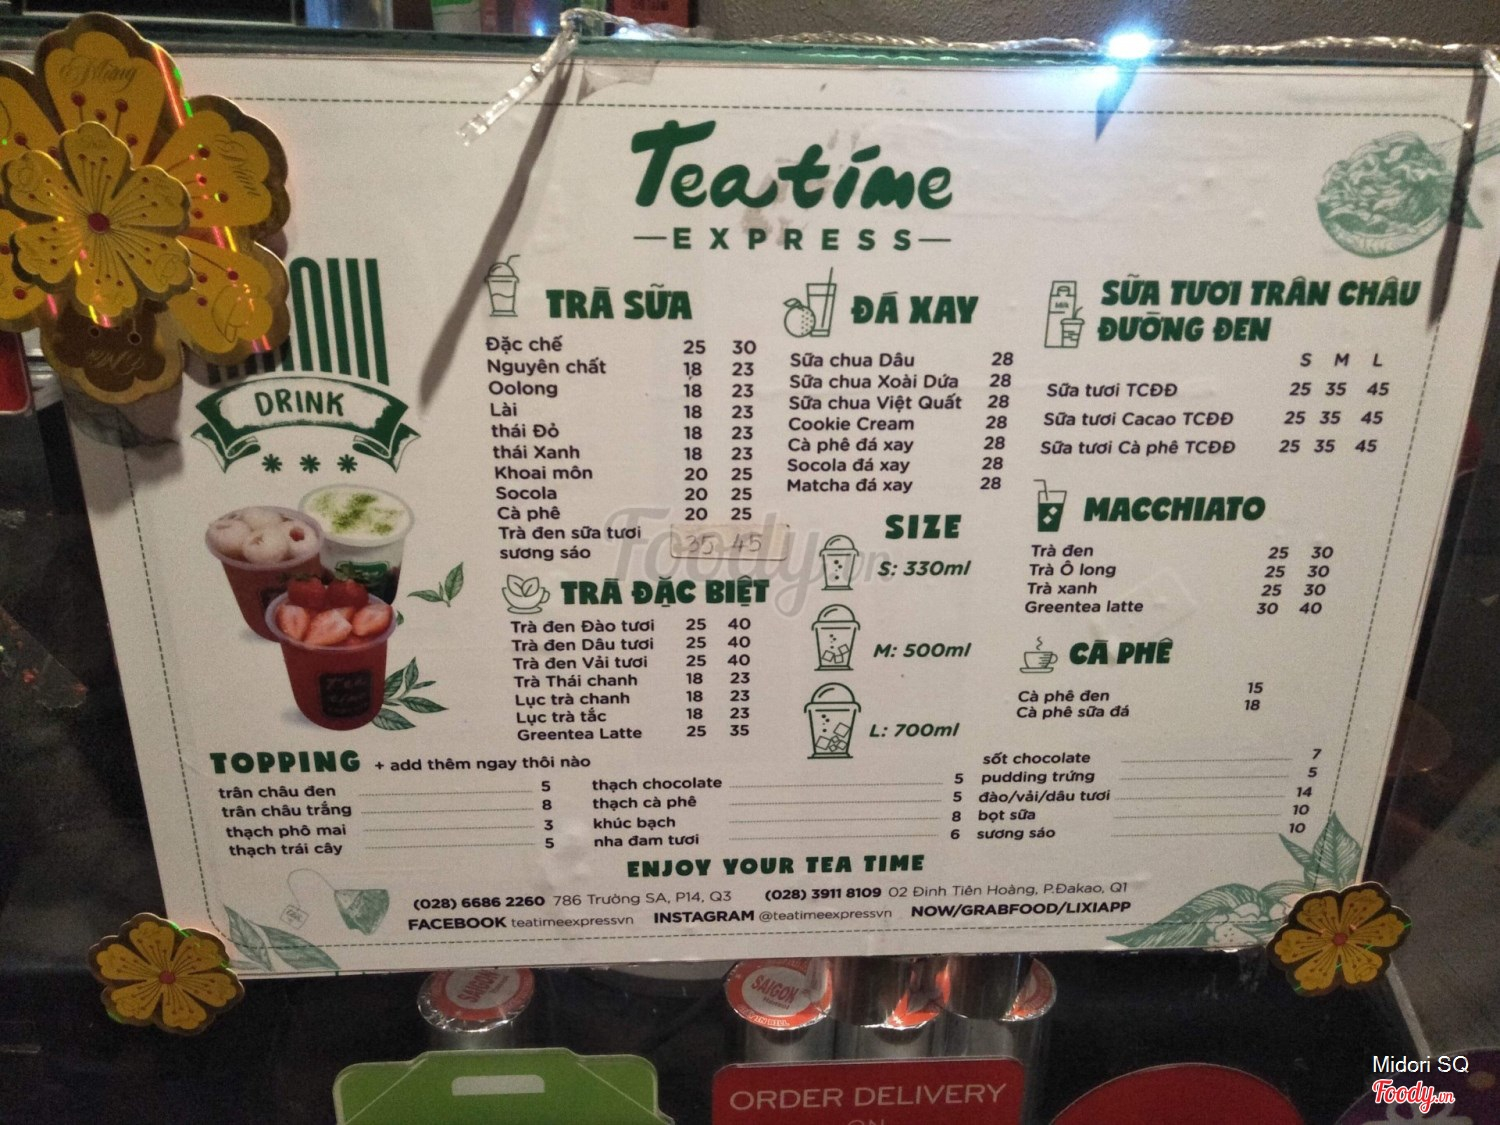 Teatime
EXPRESS
DRINK
TRÀ SỮA
Đặc chế 25 30
Nguyên chất 18 23
Oolong 18 23
Lài 18 23
thái Đỏ 18 23
thái Xanh 18 23
Khoai môn 20 25
Socola 20 25
Cà phê 20 25
Trà đen sữa tươi
sương sáo 35 45
TRÀ ĐẶC BIỆT
Trà đen Đào tươi 25 40
Trà đen Dâu tươi 25 40
Trà đen Vải tươi 25 40
Trà Thái chanh 18 23
Lục trà chanh 18 23
Lục trà tắc 18 23
Greentea Latte 25 35
ĐÁ XAY
Sữa chua Dâu 28
Sữa chua Xoài Dứa 28
Sữa chua Việt Quất 28
Cookie Cream 28
Cà phê đá xay 28
Socola đá xay 28
Matcha đá xay 28
SIZE
S: 330ml
M: 500ml
L: 700ml
SỮA TƯƠI TRÂN CHÂU
ĐƯỜNG ĐEN
S M L
Sữa tươi TCĐĐ 25 35 45
Sữa tươi Cacao TCĐĐ 25 35 45
Sữa tươi Cà phê TCĐĐ 25 35 45
MACCHIATO
Trà đen 25 30
Trà Ô long 25 30
Trà xanh 25 30
Greentea latte 30 40
CÀ PHÊ
Cà phê đen 15
Cà phê sữa đá 18
TOPPING + add thêm ngay thôi nào
trân châu đen 5
trân châu trắng 8
thạch phô mai 3
thạch trái cây 5
thạch chocolate 5
thạch cà phê 5
khúc bạch 8
nha đam tươi 6
sốt chocolate 7
pudding trứng 5
đào/vải/dâu tươi 14
bọt sữa 10
sương sáo 10
ENJOY YOUR TEA TIME
(028) 6686 2260 786 Trường SA, P14, Q3 (028) 3911 8109 02 Đinh Tiên Hoàng, P.Đakao, Q1
FACEBOOK teatimeexpressvn INSTAGRAM @teatimeexpressvn NOW/GRABFOOD/LIXIAPP
Foody.vn
SAIGON
SAIGON
ORDER DELIVERY
ON
Midori SQ
Foody.vn